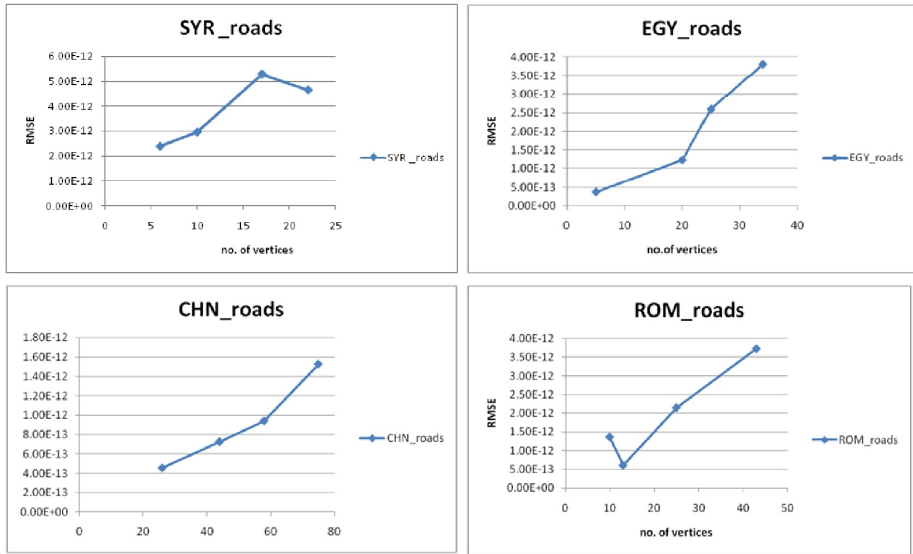 SYR_roads
6.00E-12
5.00E-12
4.00E-12
3.00E-12
2.00E-12
1.00E-12
0.00E+00
RMSE
0 5 10 15 20 25
no. of vertices
SYR_roads
EGY_roads
4.00E-12
3.50E-12
3.00E-12
2.50E-12
2.00E-12
1.50E-12
1.00E-12
5.00E-13
0.00E+00
RMSE
0 10 20 30 40
no.of vertices
EGY_roads
CHN_roads
1.80E-12
1.60E-12
1.40E-12
1.20E-12
1.00E-12
8.00E-13
6.00E-13
4.00E-13
2.00E-13
0.00E+00
0 20 40 60 80
CHN_roads
ROM_roads
4.00E-12
3.50E-12
3.00E-12
2.50E-12
2.00E-12
1.50E-12
1.00E-12
5.00E-13
0.00E+00
RMSE
0 10 20 30 40 50
no. of vertices
ROM_roads